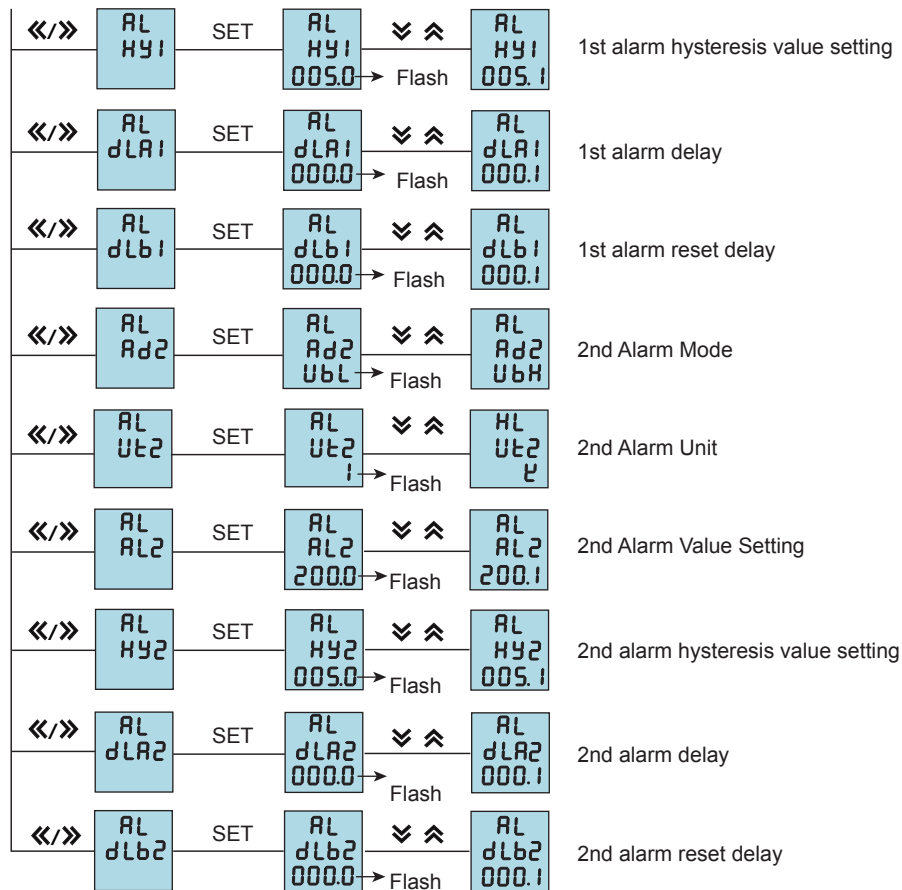 «/» AL HY1 SET AL HY1 005.0 Flash AL HY1 005.1 1st alarm hysteresis value setting
«/» AL dLA1 SET AL dLA1 000.0 Flash AL dLA1 000.1 1st alarm delay
«/» AL dLb1 SET AL dLb1 000.0 Flash AL dLb1 000.1 1st alarm reset delay
«/» AL Ad2 SET AL Ad2 UbL Flash AL Ad2 UbH 2nd Alarm Mode
«/» AL Ut2 SET AL Ut2 1 Flash HL Ut2 2nd Alarm Unit
«/» AL AL2 SET AL AL2 200.0 Flash AL AL2 200.1 2nd Alarm Value Setting
«/» AL HY2 SET AL HY2 005.0 Flash AL HY2 005.1 2nd alarm hysteresis value setting
«/» AL dLA2 SET AL dLA2 000.0 Flash AL dLA2 000.1 2nd alarm delay
«/» AL dLb2 SET AL dLb2 000.0 Flash AL dLb2 000.1 2nd alarm reset delay